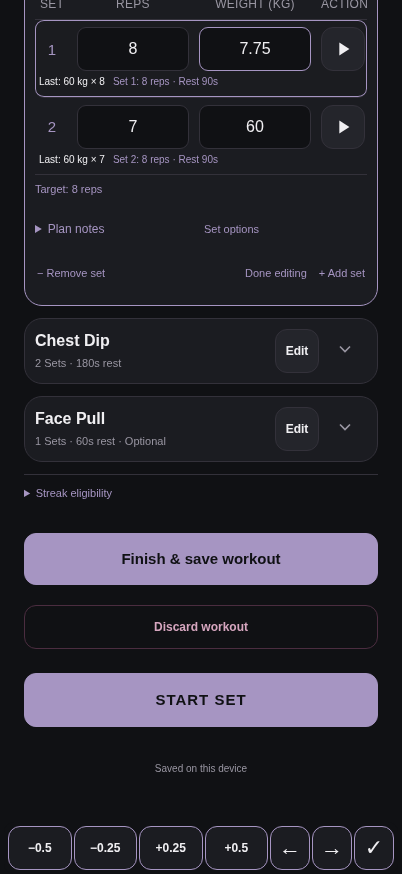 SET REPS WEIGHT (KG) ACTION
1 8 7.75
Last: 60 kg × 8 Set 1: 8 reps · Rest 90s
2 7 60
Last: 60 kg × 7 Set 2: 8 reps · Rest 90s
Target: 8 reps
Plan notes Set options
− Remove set Done editing + Add set
Chest Dip
Edit
2 Sets · 180s rest
Face Pull
Edit
1 Sets · 60s rest · Optional
Streak eligibility
Finish & save workout
Discard workout
START SET
Saved on this device
−0.5 −0.25 +0.25 +0.5 ← → ✓